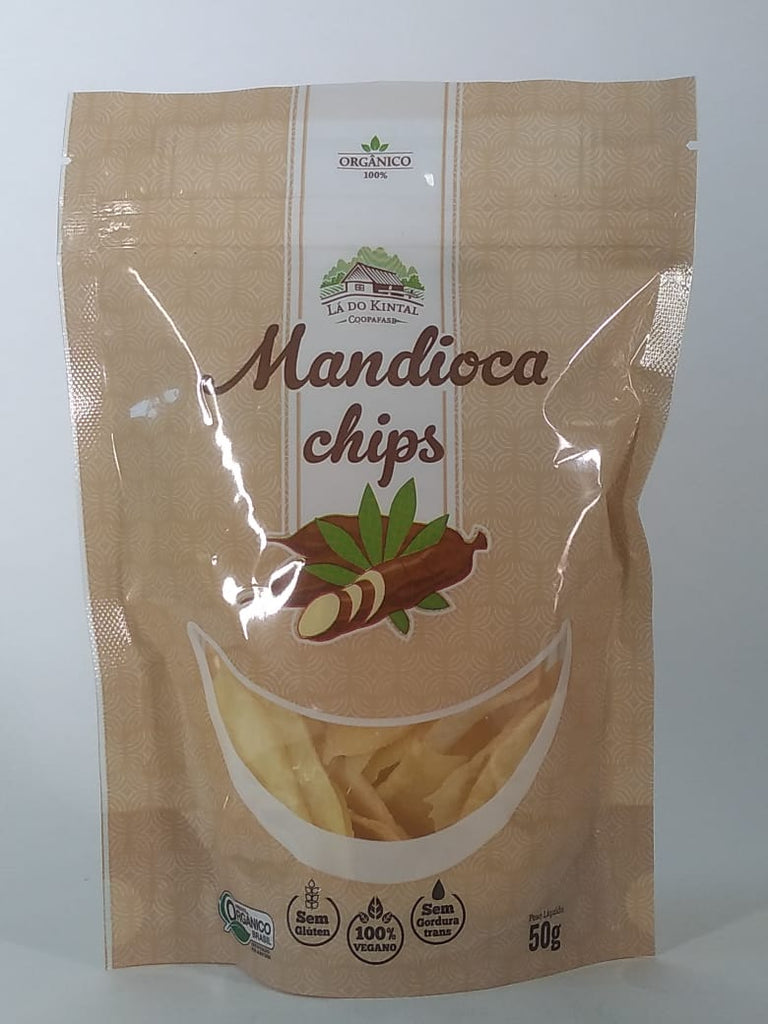 ORGÂNICO
100%
LÁ DO KINTAL
COOPAFASB
Mandioca
chips
ORGÂNICO
BRASIL
Sem
Glúten
100%
VEGANO
Sem
Gordura
trans
Peso Líquido
50g